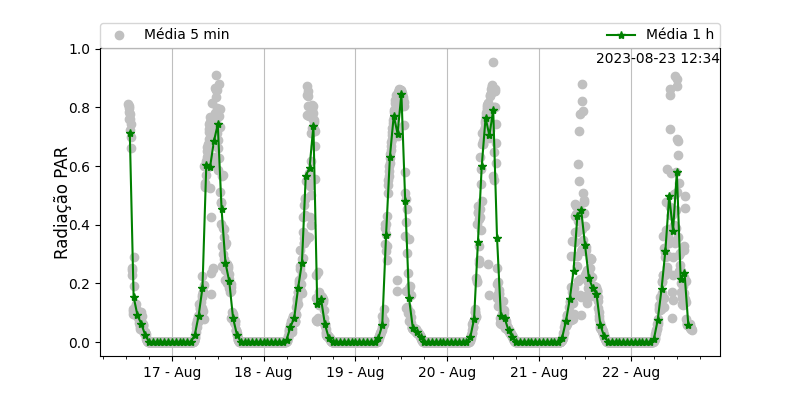 Média 5 min
Média 1 h
2023-08-23 12:34
Radiação PAR
1.0
0.8
0.6
0.4
0.2
0.0
17 - Aug
18 - Aug
19 - Aug
20 - Aug
21 - Aug
22 - Aug